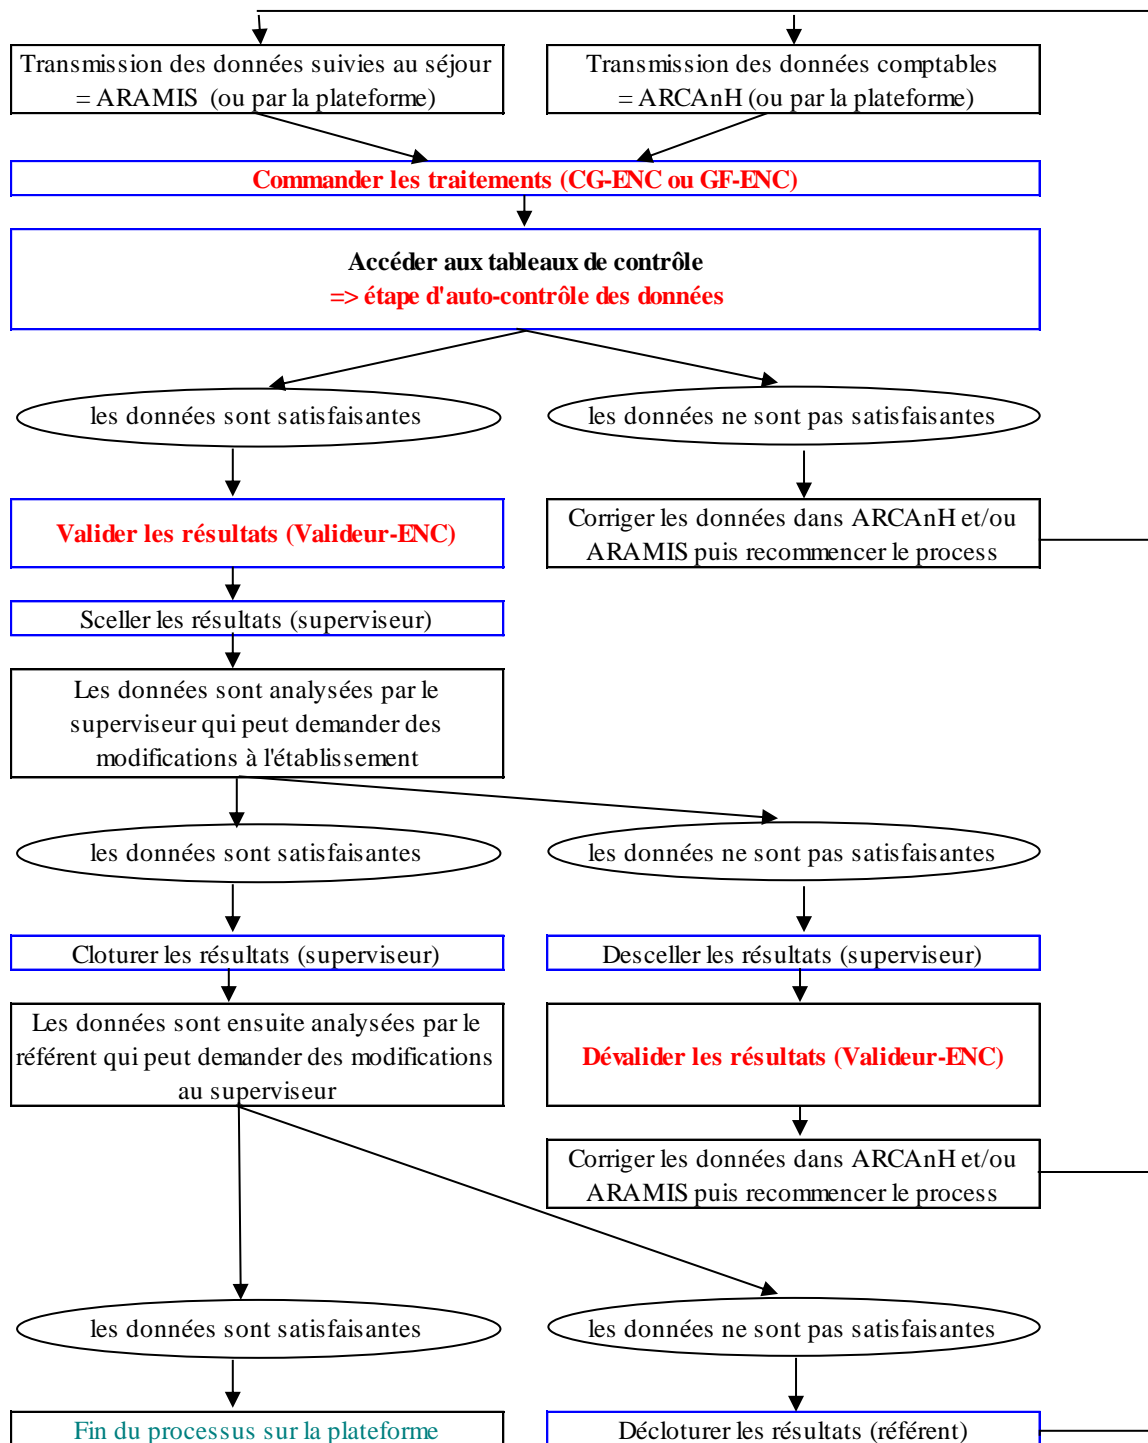 Transmission des données suivies au séjour
= ARAMIS (ou par la plateforme)
Transmission des données comptables
= ARCAnH (ou par la plateforme)
Commander les traitements (CG-ENC ou GF-ENC)
Accéder aux tableaux de contrôle
=> étape d'auto-contrôle des données
les données sont satisfaisantes
les données ne sont pas satisfaisantes
Valider les résultats (Valideur-ENC)
Corriger les données dans ARCAnH et/ou
ARAMIS puis recommencer le process
Sceller les résultats (superviseur)
Les données sont analysées par le
superviseur qui peut demander des
modifications à l'établissement
les données sont satisfaisantes
les données ne sont pas satisfaisantes
Cloturer les résultats (superviseur)
Desceller les résultats (superviseur)
Les données sont ensuite analysées par le
référent qui peut demander des modifications
au superviseur
Dévalider les résultats (Valideur-ENC)
Corriger les données dans ARCAnH et/ou
ARAMIS puis recommencer le process
les données sont satisfaisantes
les données ne sont pas satisfaisantes
Fin du processus sur la plateforme
Décloturer les résultats (référent)